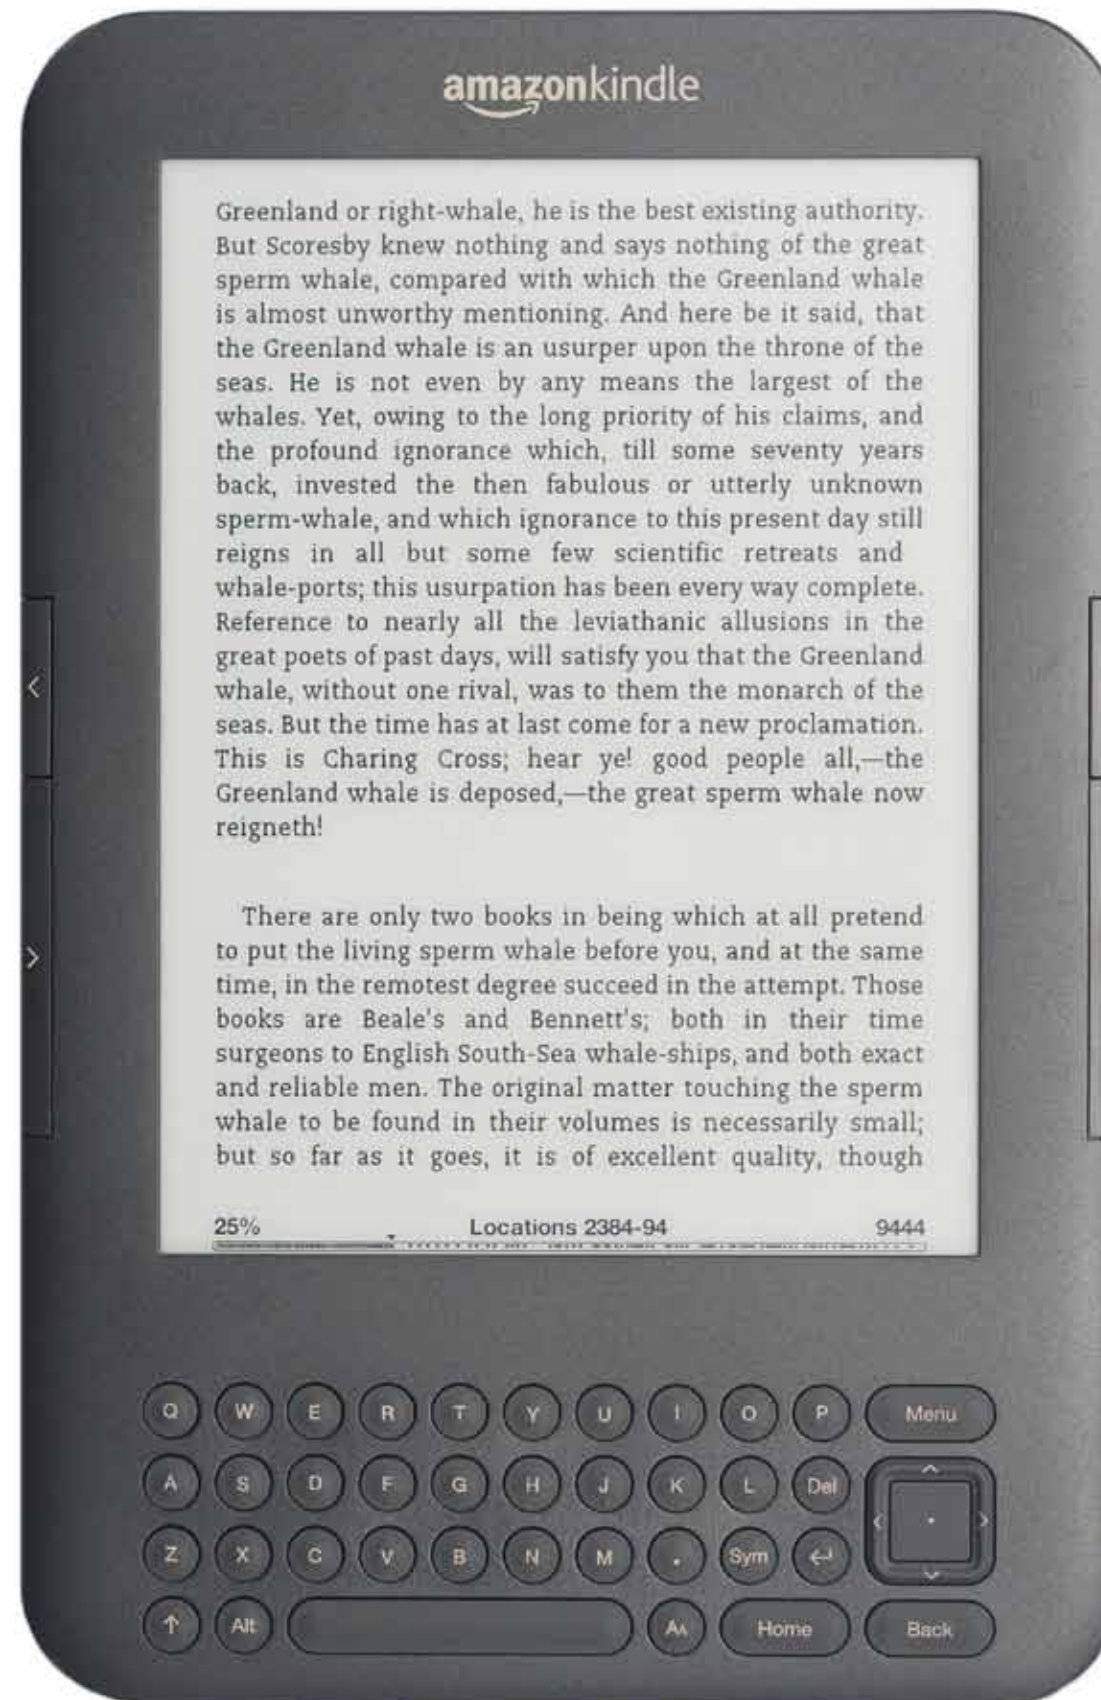 amazonkindle
Greenland or right-whale, he is the best existing authority.
But Scoresby knew nothing and says nothing of the great
sperm whale, compared with which the Greenland whale
is almost unworthy mentioning. And here be it said, that
the Greenland whale is an usurper upon the throne of the
seas. He is not even by any means the largest of the
whales. Yet, owing to the long priority of his claims, and
the profound ignorance which, till some seventy years
back, invested the then fabulous or utterly unknown
sperm-whale, and which ignorance to this present day still
reigns in all but some few scientific retreats and
whale-ports; this usurpation has been every way complete.
Reference to nearly all the leviathanic allusions in the
great poets of past days, will satisfy you that the Greenland
whale, without one rival, was to them the monarch of the
seas. But the time has at last come for a new proclamation.
This is Charing Cross; hear ye! good people all,—the
Greenland whale is deposed,—the great sperm whale now
reigneth!
There are only two books in being which at all pretend
to put the living sperm whale before you, and at the same
time, in the remotest degree succeed in the attempt. Those
books are Beale's and Bennett's; both in their time
surgeons to English South-Sea whale-ships, and both exact
and reliable men. The original matter touching the sperm
whale to be found in their volumes is necessarily small;
but so far as it goes, it is of excellent quality, though
25% Locations 2384-94 9444
Q W E R T Y U I O P Menu
A S D F G H J K L Del
Z X C V B N M . Sym
Alt AA Home Back